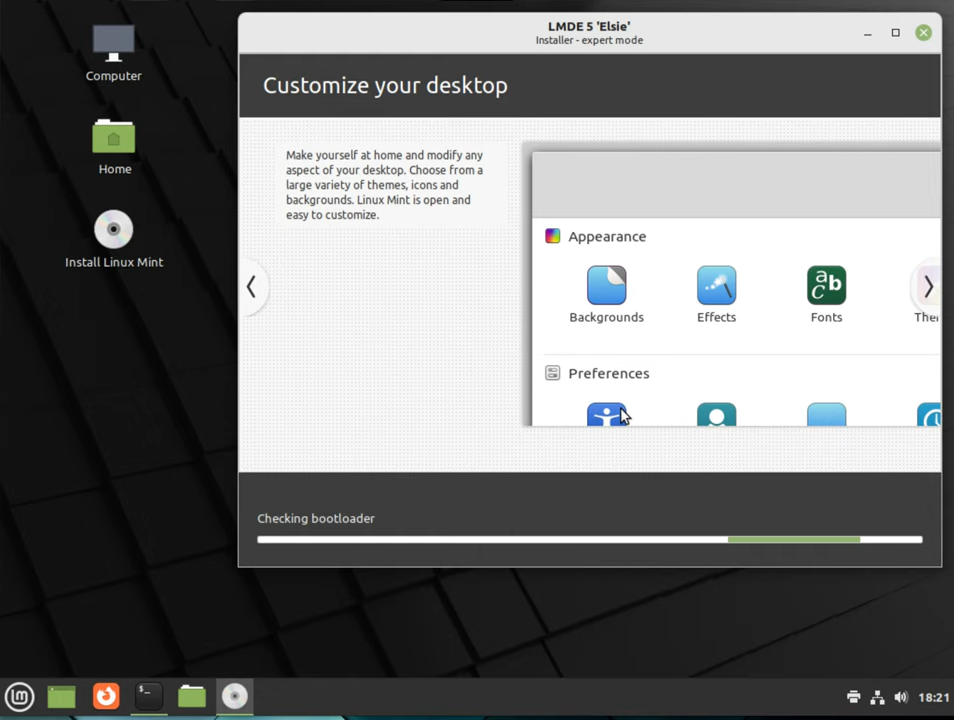 LMDE 5 'Elsie'
Installer - expert mode
Computer
Home
Install Linux Mint
Customize your desktop
Make yourself at home and modify any
aspect of your desktop. Choose from a
large variety of themes, icons and
backgrounds. Linux Mint is open and
easy to customize.
Appearance
Backgrounds
Effects
Fonts
Preferences
Checking bootloader
18:21